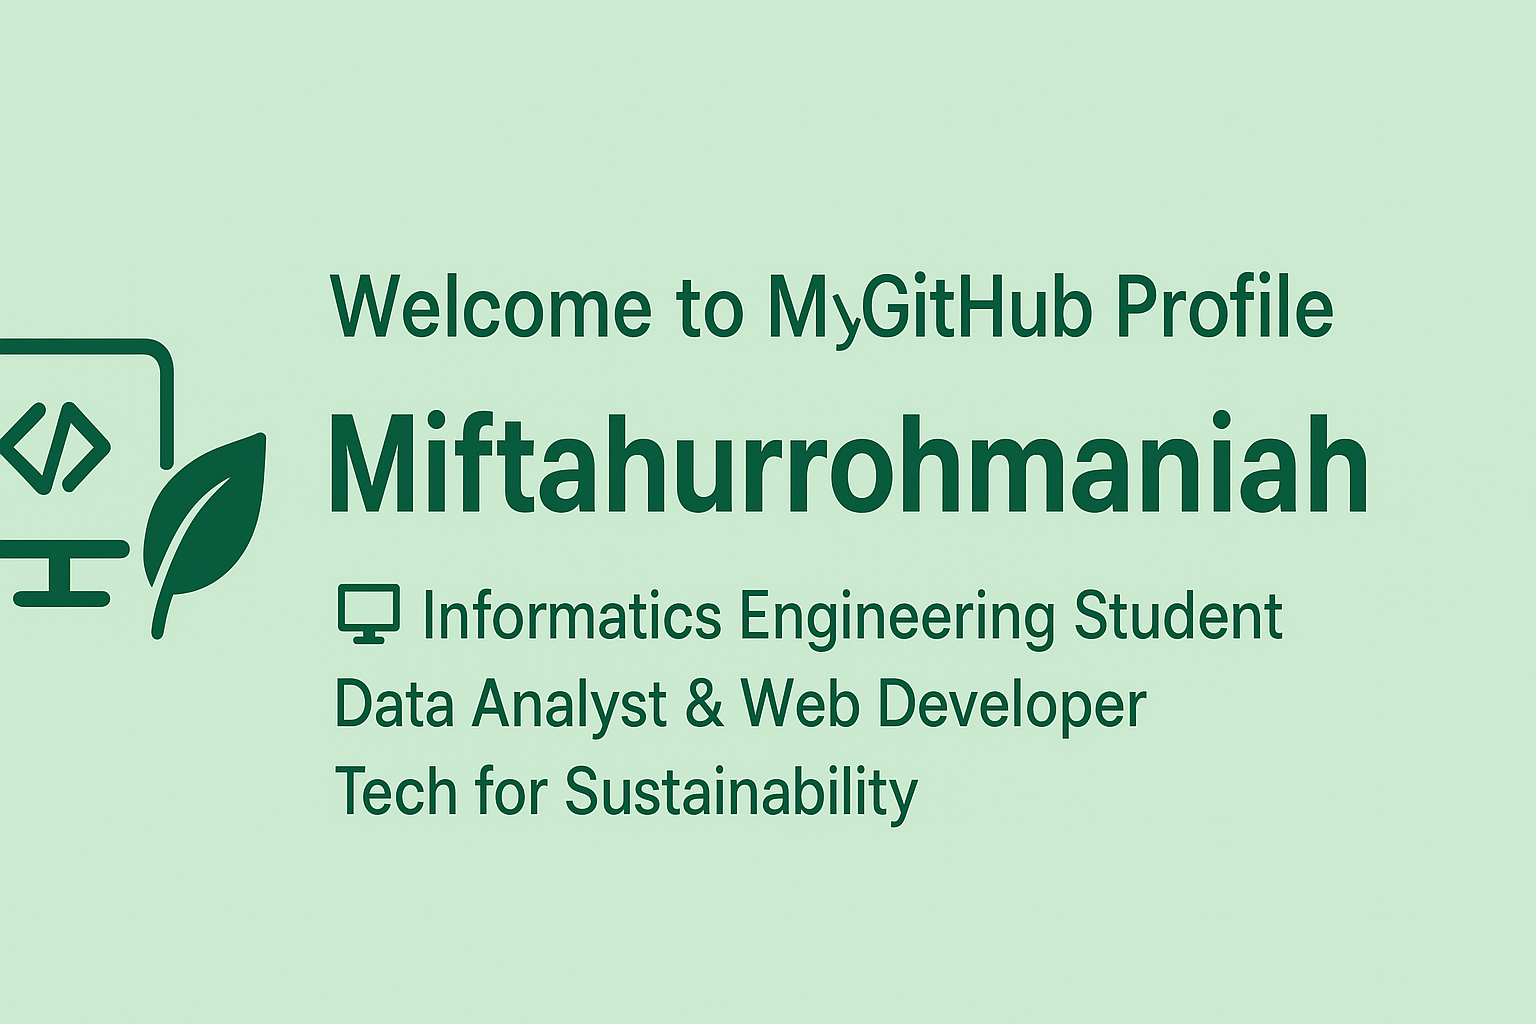 Welcome to MyGitHub Profile
Miftahurrohmaniah
Informatics Engineering Student
Data Analyst & Web Developer
Tech for Sustainability